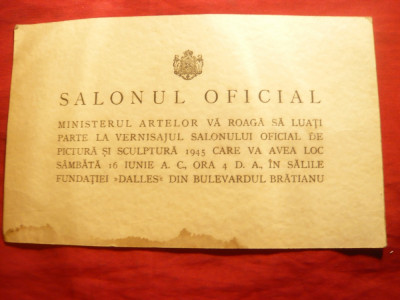 SALONUL OFICIAL
MINISTERUL ARTELOR VĂ ROAGĂ SĂ LUAȚI
PARTE LA VERNISAJUL SALONULUI OFICIAL DE
PICTURĂ ȘI SCULPTURĂ 1945 CARE VA AVEA LOC
SÂMBĂTĂ 16 IUNIE A. C., ORA 4 D. A., ÎN SĂLILE
FUNDAȚIEI »DALLES« DIN BULEVARDUL BRĂTIANU